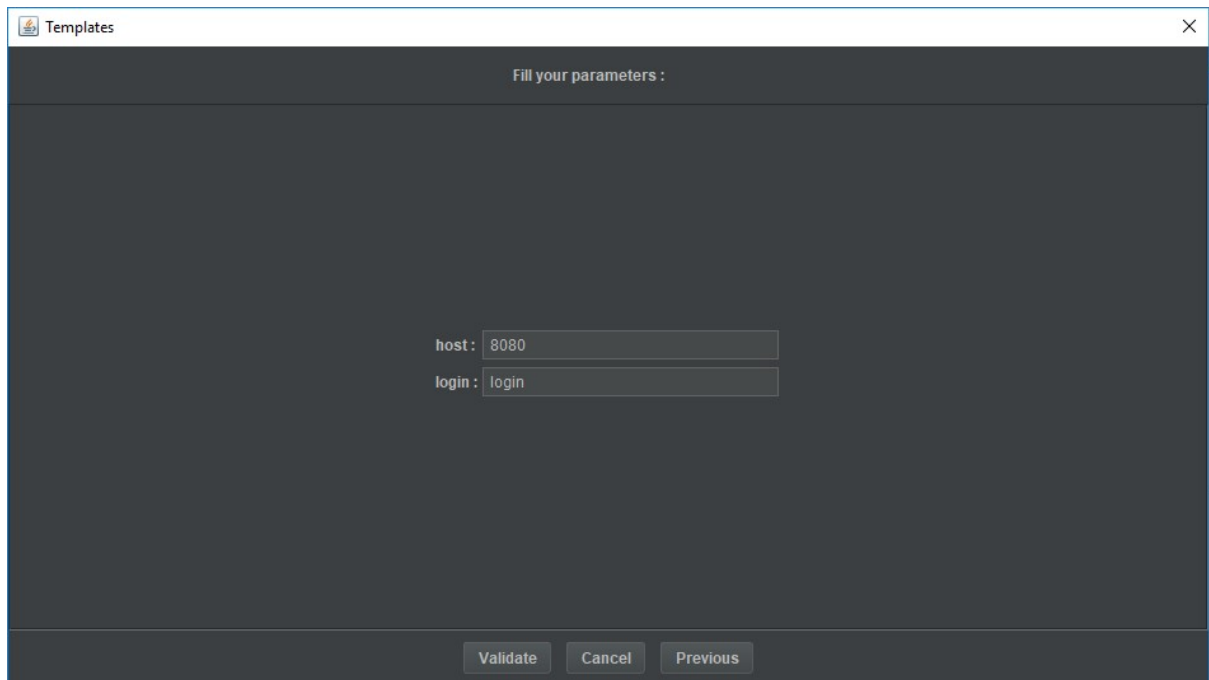 Templates
Fill your parameters :
host : 8080
login : login
Validate Cancel Previous